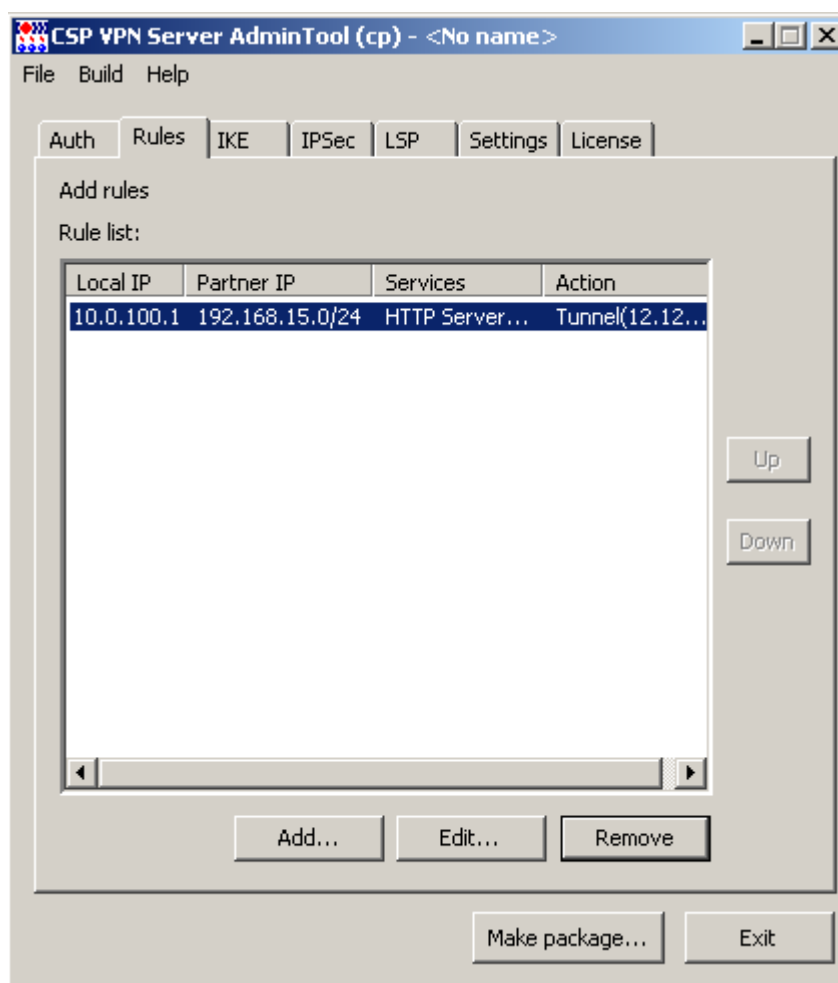 CSP VPN Server AdminTool (cp) - <No name>
File Build Help
Auth Rules IKE IPSec LSP Settings License
Add rules
Rule list:
Local IP Partner IP Services Action
10.0.100.1 192.168.15.0/24 HTTP Server... Tunnel(12.12...
Up
Down
Add... Edit... Remove
Make package... Exit